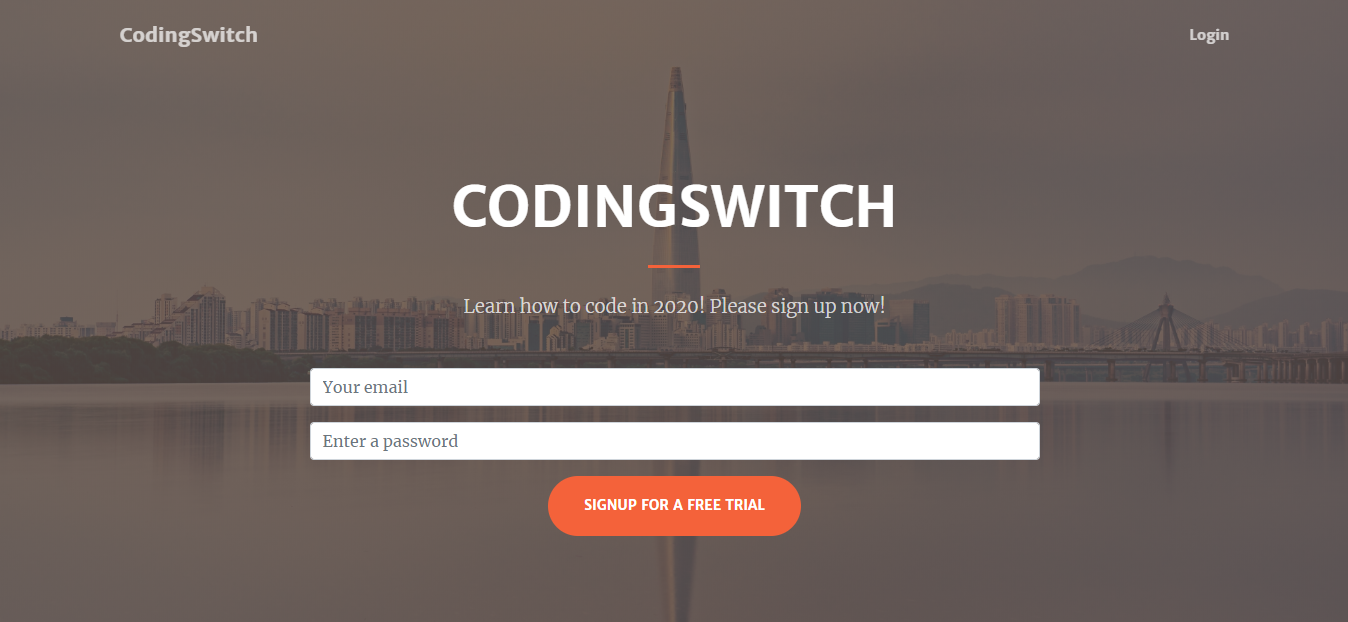 CodingSwitch
Login
CODINGSWITCH
Learn how to code in 2020! Please sign up now!
Your email
Enter a password
SIGNUP FOR A FREE TRIAL